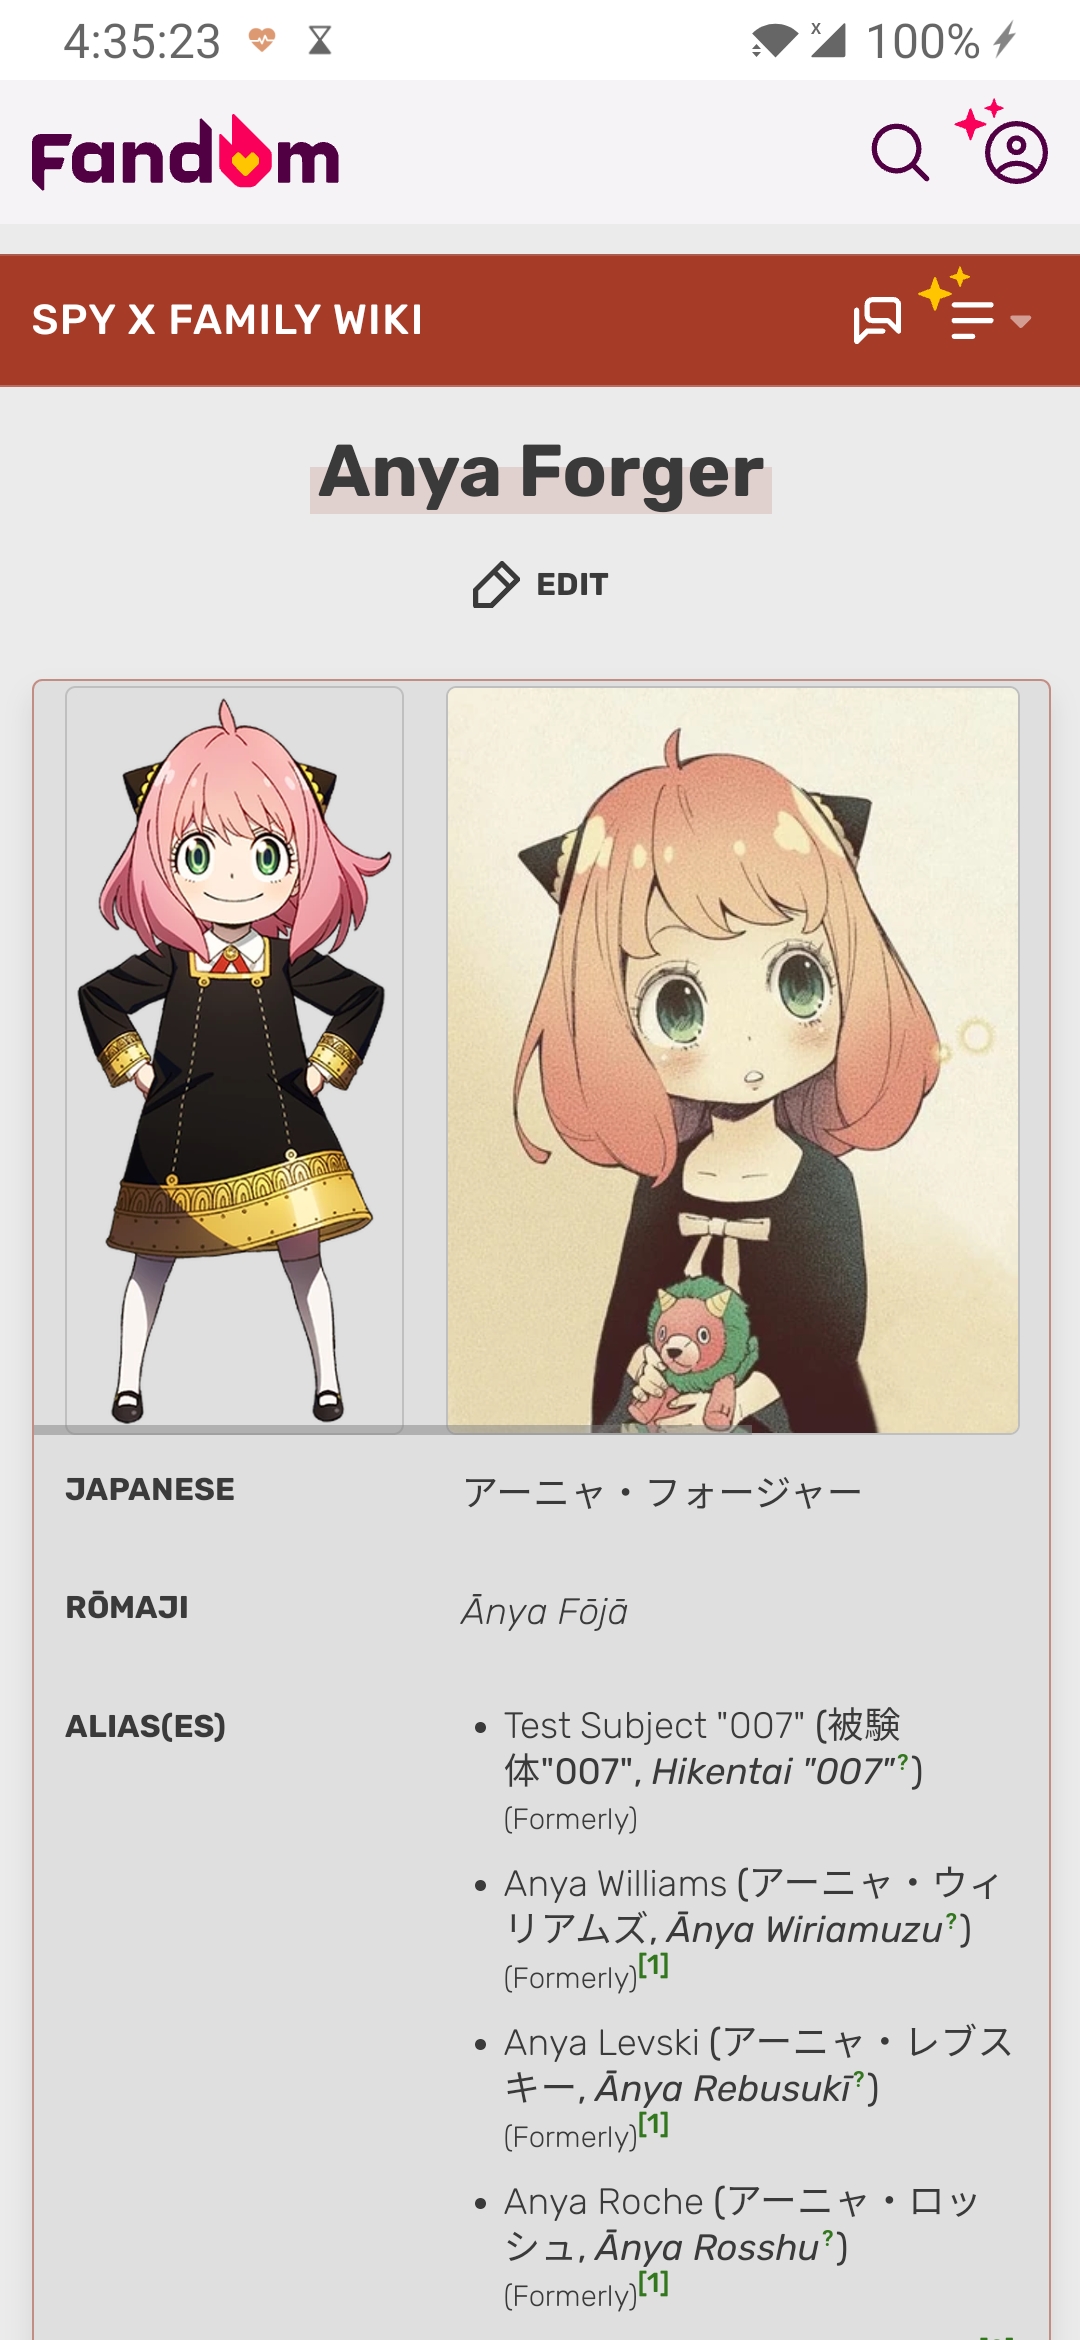 4:35:23
100%
Fandom
SPY X FAMILY WIKI
Anya Forger
EDIT
JAPANESE
アーニャ・フォージャー
RŌMAJI
Ānya Fōjā
ALIAS(ES)
• Test Subject "007" (被験
体"007", Hikentai "007"?)
(Formerly)
• Anya Williams (アーニャ・ウィ
リアムズ, Ānya Wiriamuzu?)
(Formerly)[1]
• Anya Levski (アーニャ・レブス
キー, Ānya Rebusukī?)
(Formerly)[1]
• Anya Roche (アーニャ・ロッ
シュ, Ānya Rosshu?)
(Formerly)[1]